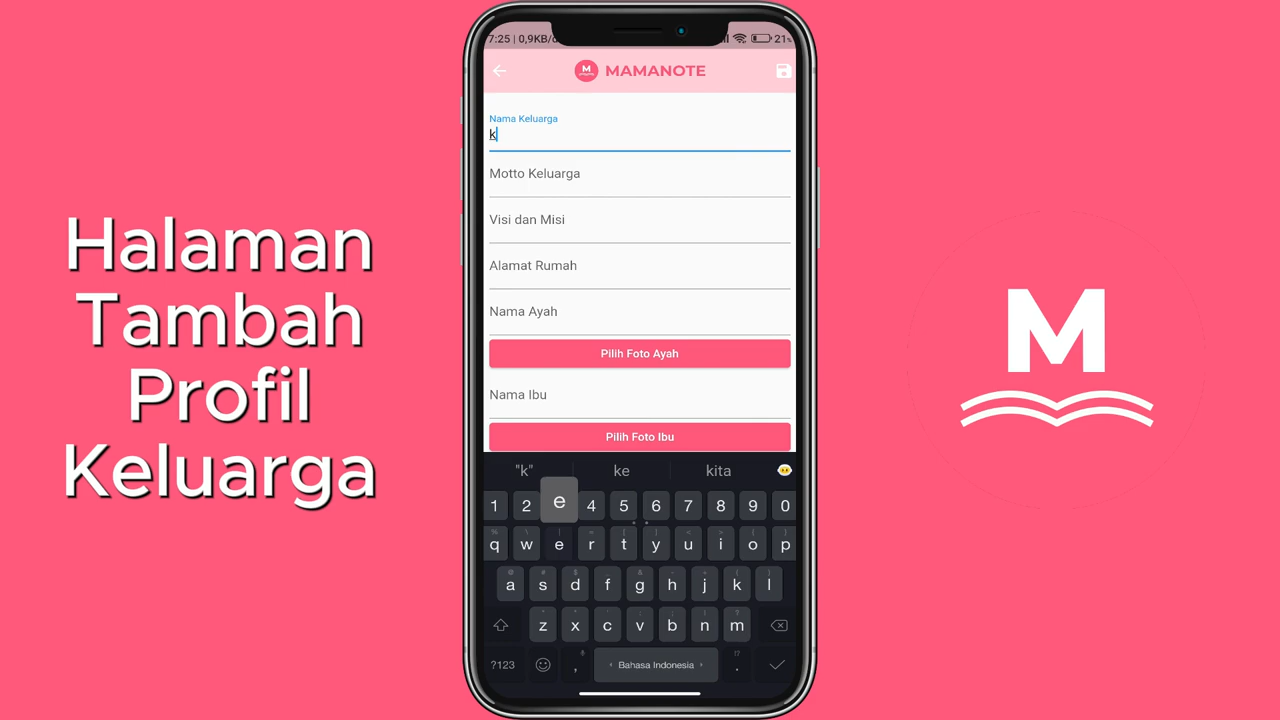 Halaman
Tambah
Profil
Keluarga
7:25 | 0,9KB/
21
M
MAMANOTE
Nama Keluarga
k
Motto Keluarga
Visi dan Misi
Alamat Rumah
Nama Ayah
Pilih Foto Ayah
Nama Ibu
Pilih Foto Ibu
"k" ke kita
1 2 e 4 5 6 7 8 9 0
q w e r t y u i o p
a s d f g h j k l
z x c v b n m
?123 , Bahasa Indonesia .
M